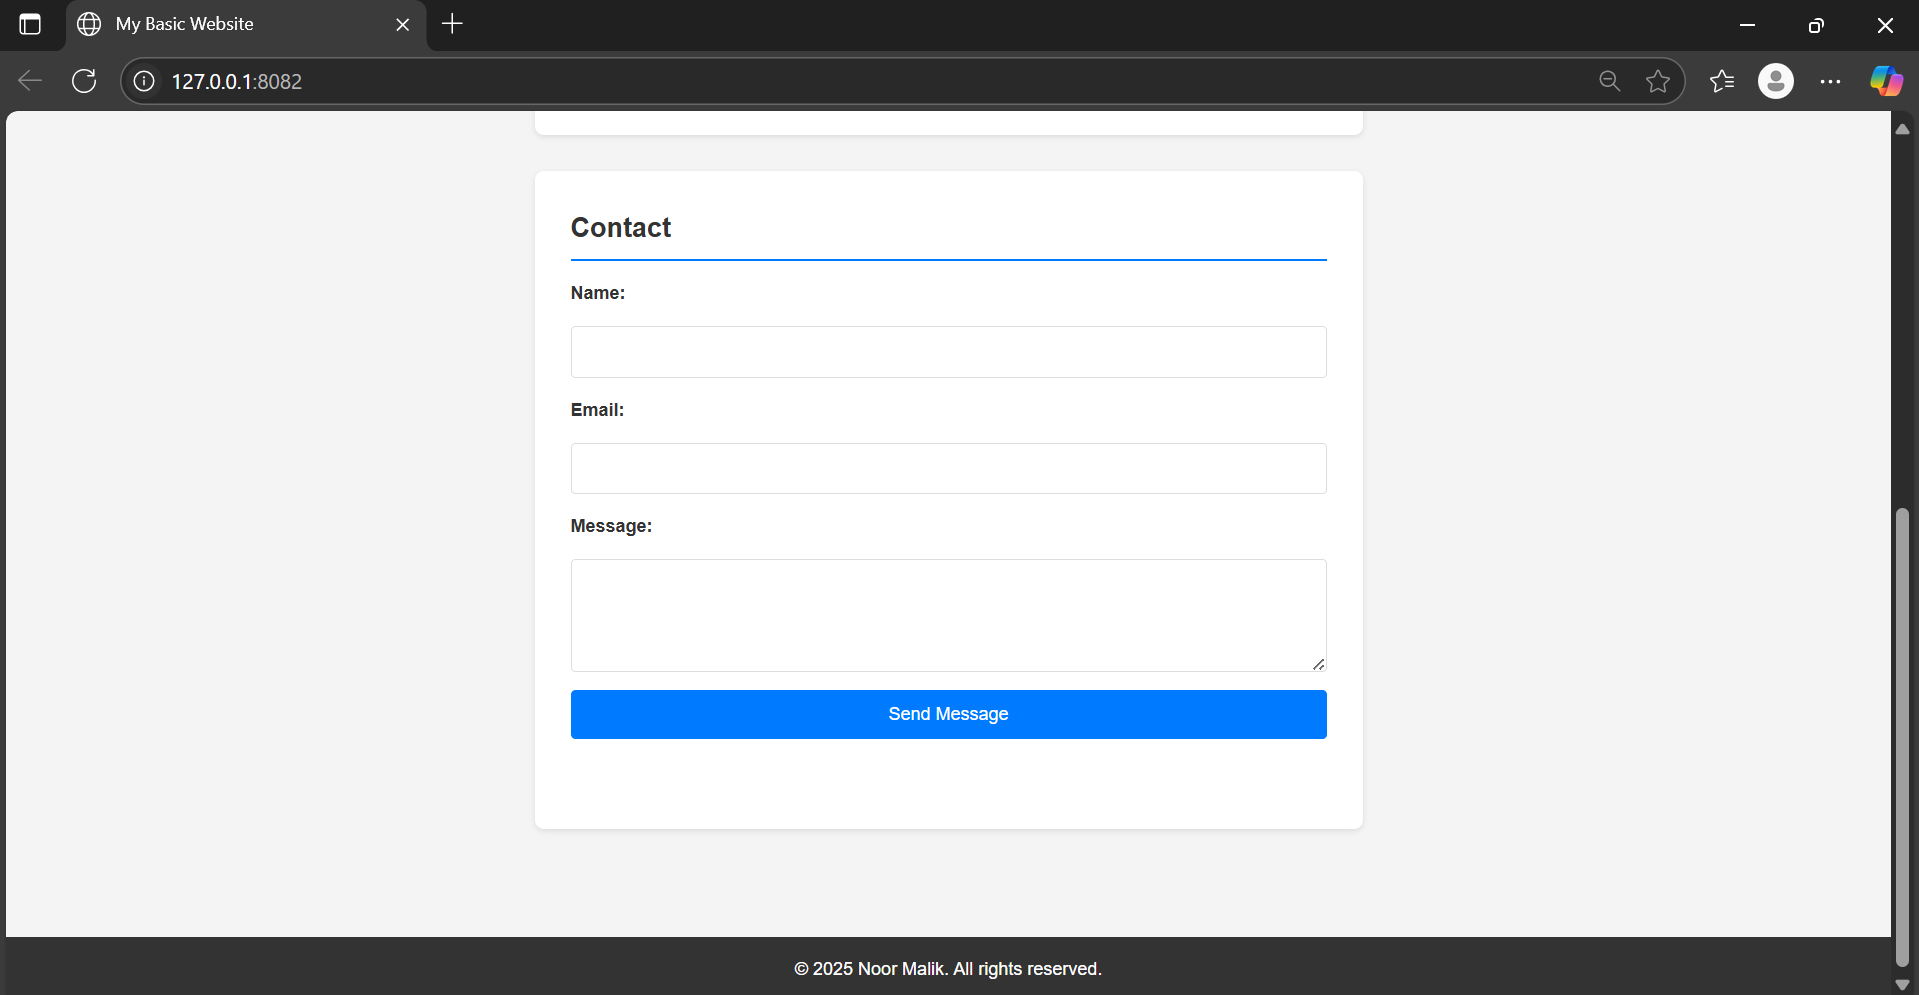 My Basic Website
127.0.0.1:8082
Contact
Name:
Email:
Message:
Send Message
© 2025 Noor Malik. All rights reserved.